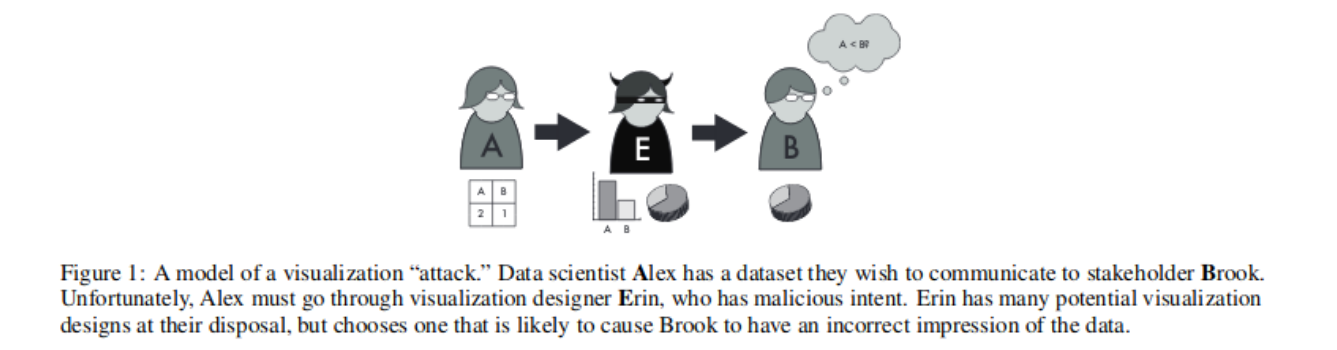 A < B?
A
E
B
A B
2 1
A B
Figure 1: A model of a visualization “attack.” Data scientist Alex has a dataset they wish to communicate to stakeholder Brook.
Unfortunately, Alex must go through visualization designer Erin, who has malicious intent. Erin has many potential visualization
designs at their disposal, but chooses one that is likely to cause Brook to have an incorrect impression of the data.